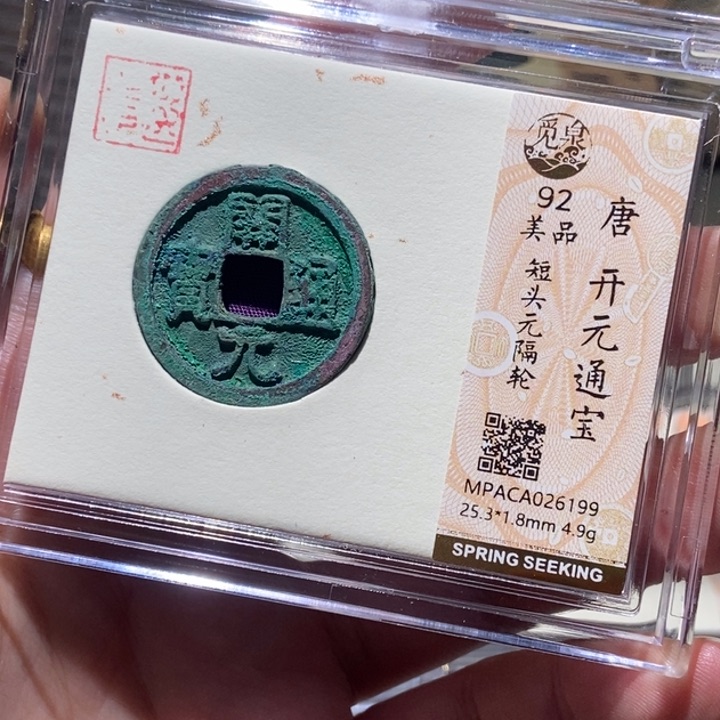 開元通寳
觅泉
唐 开元通宝
92
美品
短头元隔轮
MPACA026199
25.3*1.8mm 4.9g
SPRING SEEKING